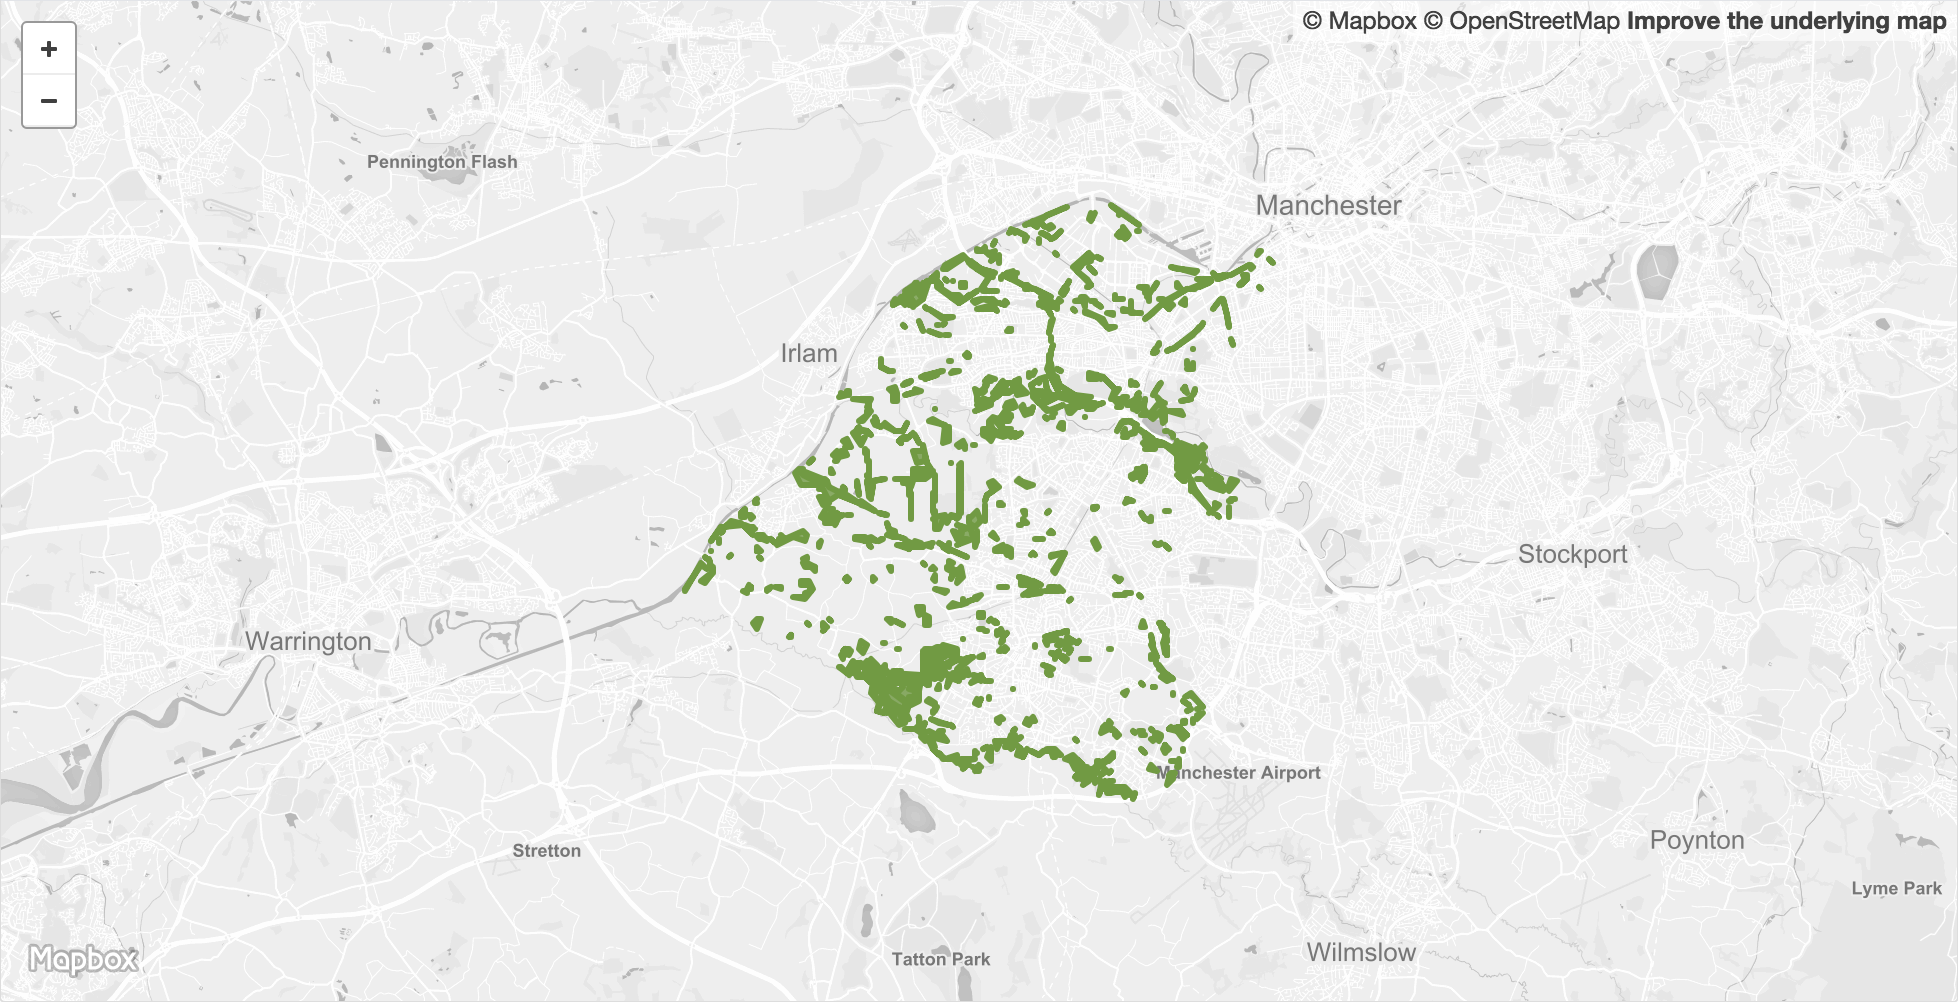 © Mapbox © OpenStreetMap Improve the underlying map
+
−
Pennington Flash
Manchester
Irlam
Stockport
Warrington
Manchester Airport
Poynton
Stretton
Lyme Park
Wilmslow
Tatton Park
Mapbox